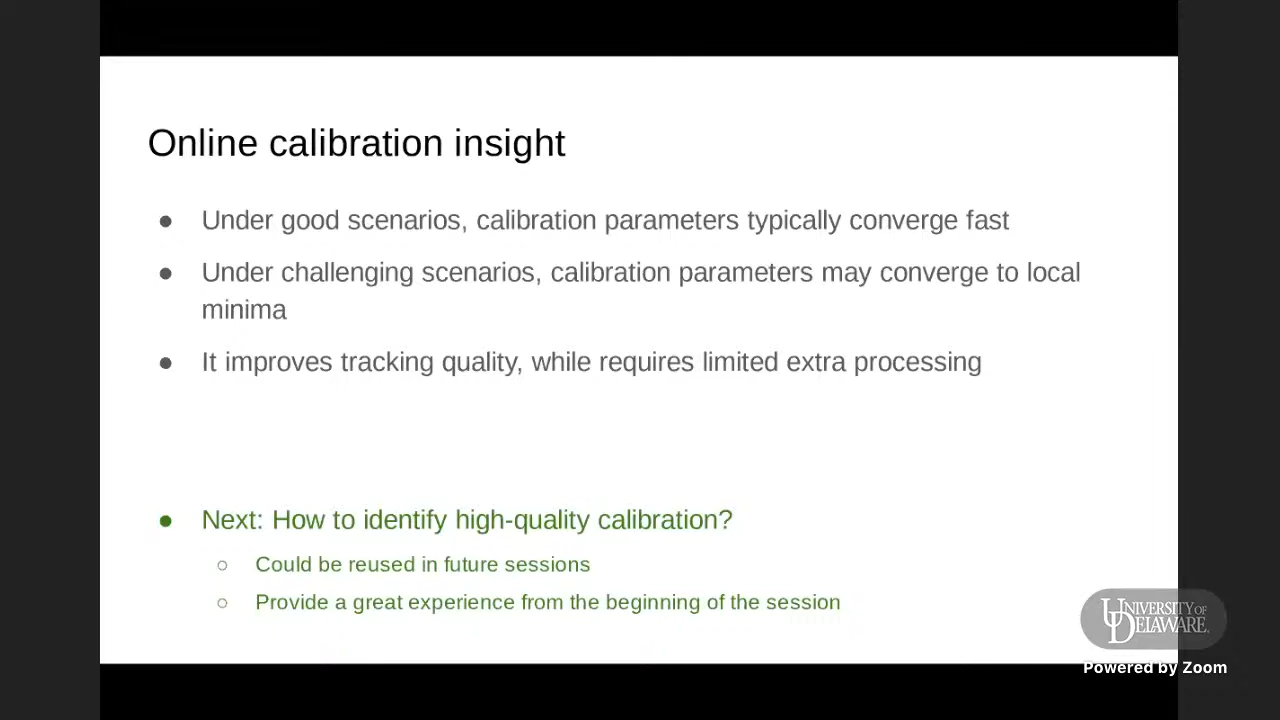 Online calibration insight
● Under good scenarios, calibration parameters typically converge fast
● Under challenging scenarios, calibration parameters may converge to local
minima
● It improves tracking quality, while requires limited extra processing
● Next: How to identify high-quality calibration?
○ Could be reused in future sessions
○ Provide a great experience from the beginning of the session
UNIVERSITY OF
DELAWARE.
Powered by Zoom